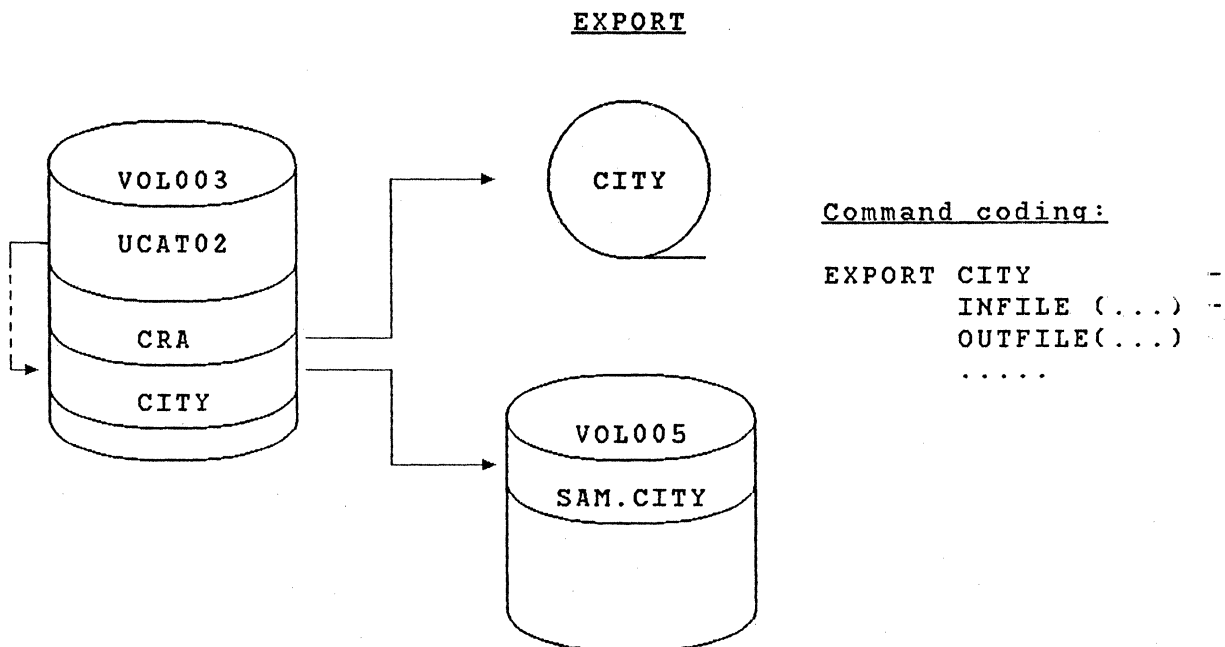 EXPORT
VOL003
UCAT02
CRA
CITY
CITY
VOL005
SAM.CITY
Command coding:
EXPORT CITY -
INFILE (...) -
OUTFILE(...)
.....